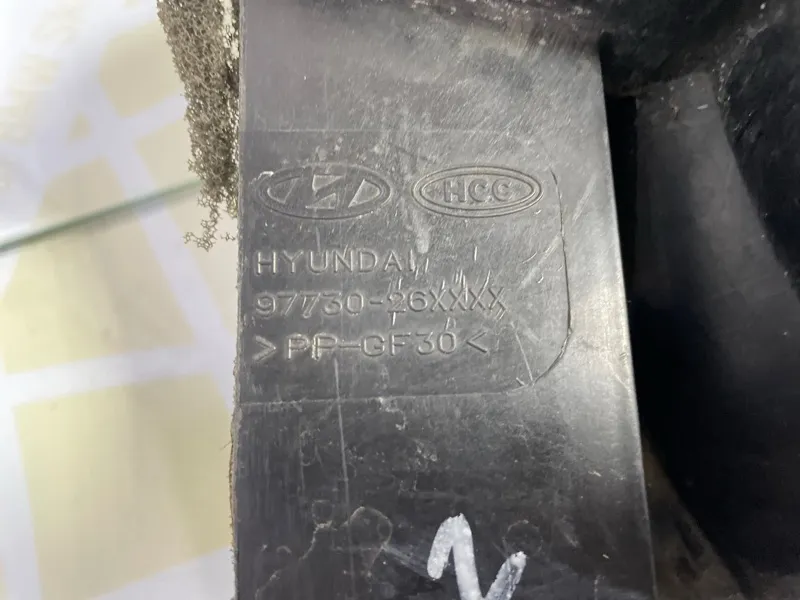 HCC
HYUNDAI
97730-26XXXX
>PP-GF30<